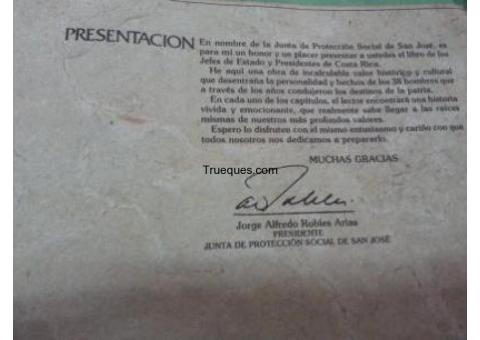 PRESENTACION
En nombre de la Junta de Protección Social de San José, es
para mí un honor y un placer presentar a ustedes el libro de los
Jefes de Estado y Presidentes de Costa Rica.
He aquí una obra de incalculable valor histórico y cultural
que desentraña la personalidad y hechos de los 38 hombres que
a través de los años condujeron los destinos de la patria.
En cada uno de los capítulos, el lector encontrará una historia
vívida y emocionante, que realmente sabe llegar a las raíces
mismas de nuestros más profundos valores.
Espero lo disfruten con el mismo entusiasmo y cariño con que
todos nosotros nos dedicamos a prepararlo.
MUCHAS GRACIAS
Trueques.com
Jorge Alfredo Robles Arias
PRESIDENTE
JUNTA DE PROTECCIÓN SOCIAL DE SAN JOSÉ